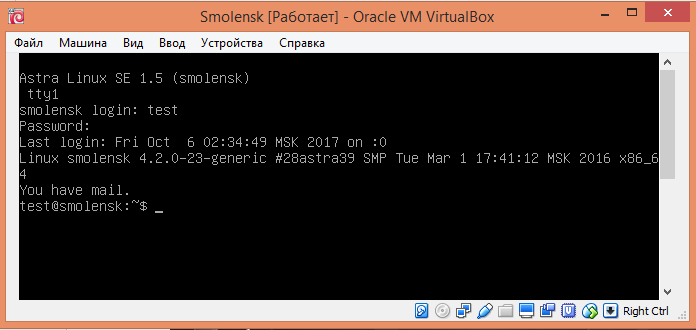 Smolensk [Работает] - Oracle VM VirtualBox
Файл Машина Вид Ввод Устройства Справка
Astra Linux SE 1.5 (smolensk)
tty1
smolensk login: test
Password:
Last login: Fri Oct  6 02:34:49 MSK 2017 on :0
Linux smolensk 4.2.0-23-generic #28astra39 SMP Tue Mar 1 17:41:12 MSK 2016 x86_6
4
You have mail.
test@smolensk:~$ _
Right Ctrl